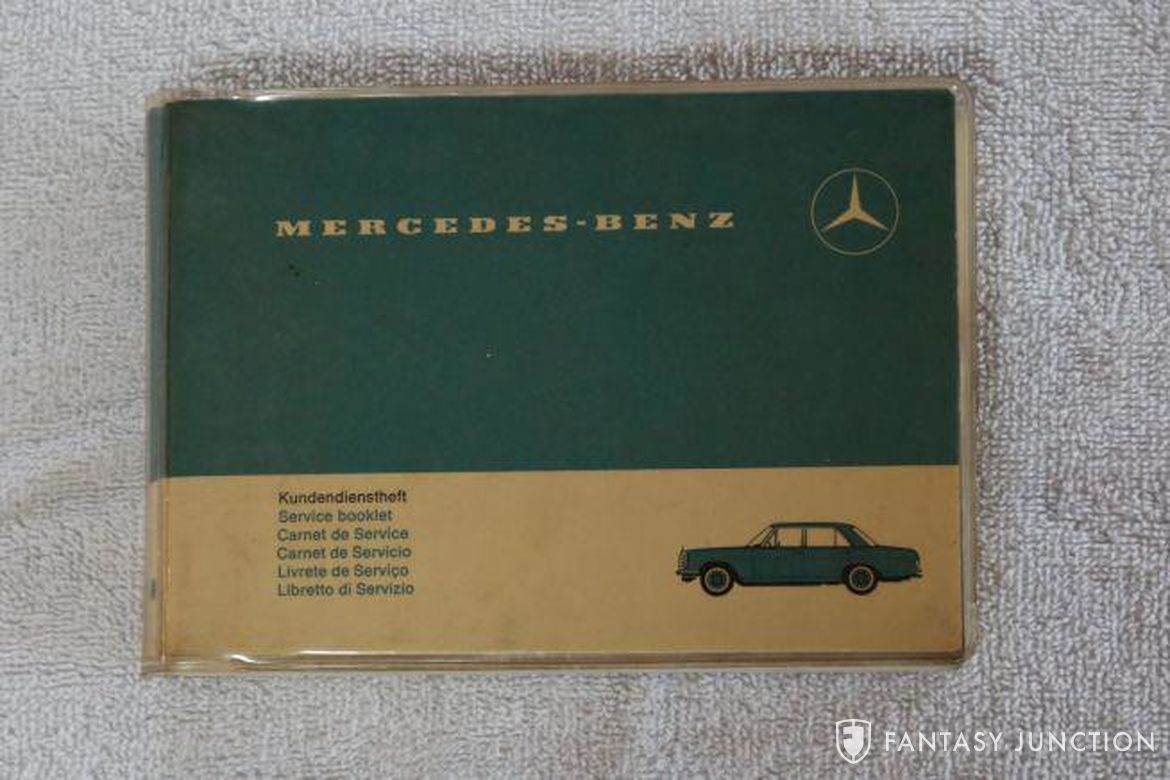 MERCEDES-BENZ
Kundendienstheft
Service booklet
Carnet de Service
Carnet de Servicio
Livrete de Serviço
Libretto di Servizio
FANTASY JUNCTION